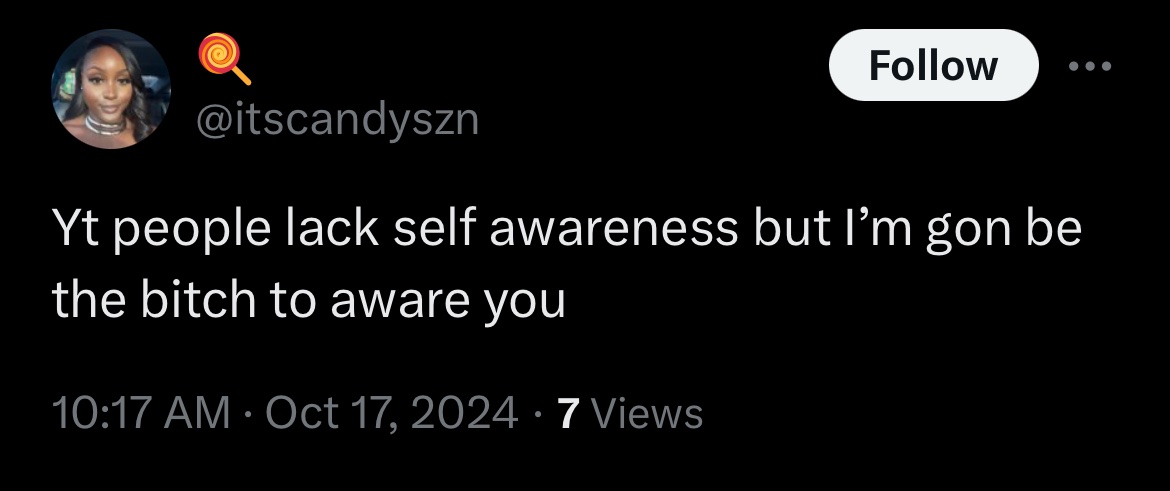 🍭
Follow
@itscandyszn
Yt people lack self awareness but I’m gon be
the bitch to aware you
10:17 AM · Oct 17, 2024 · 7 Views